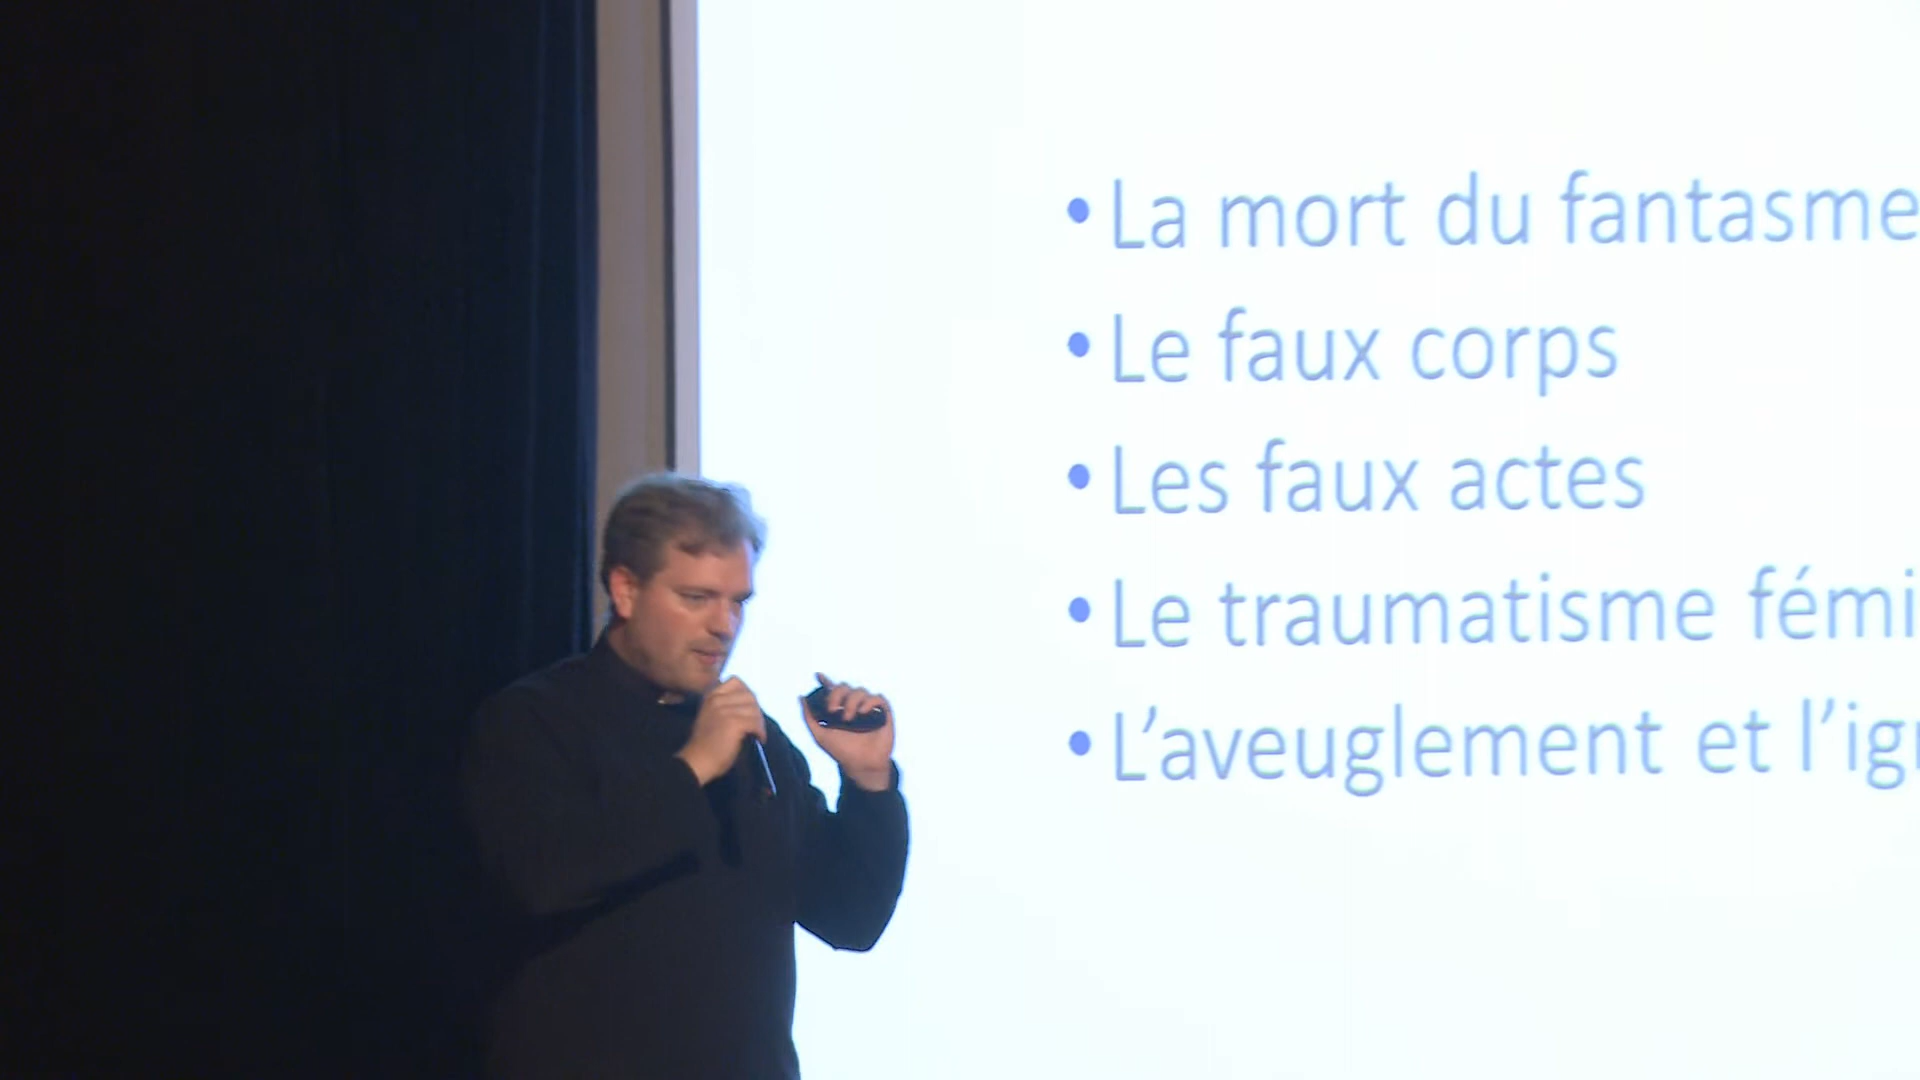 • La mort du fantasme
• Le faux corps
• Les faux actes
• Le traumatisme fémi
• L’aveuglement et l’ig